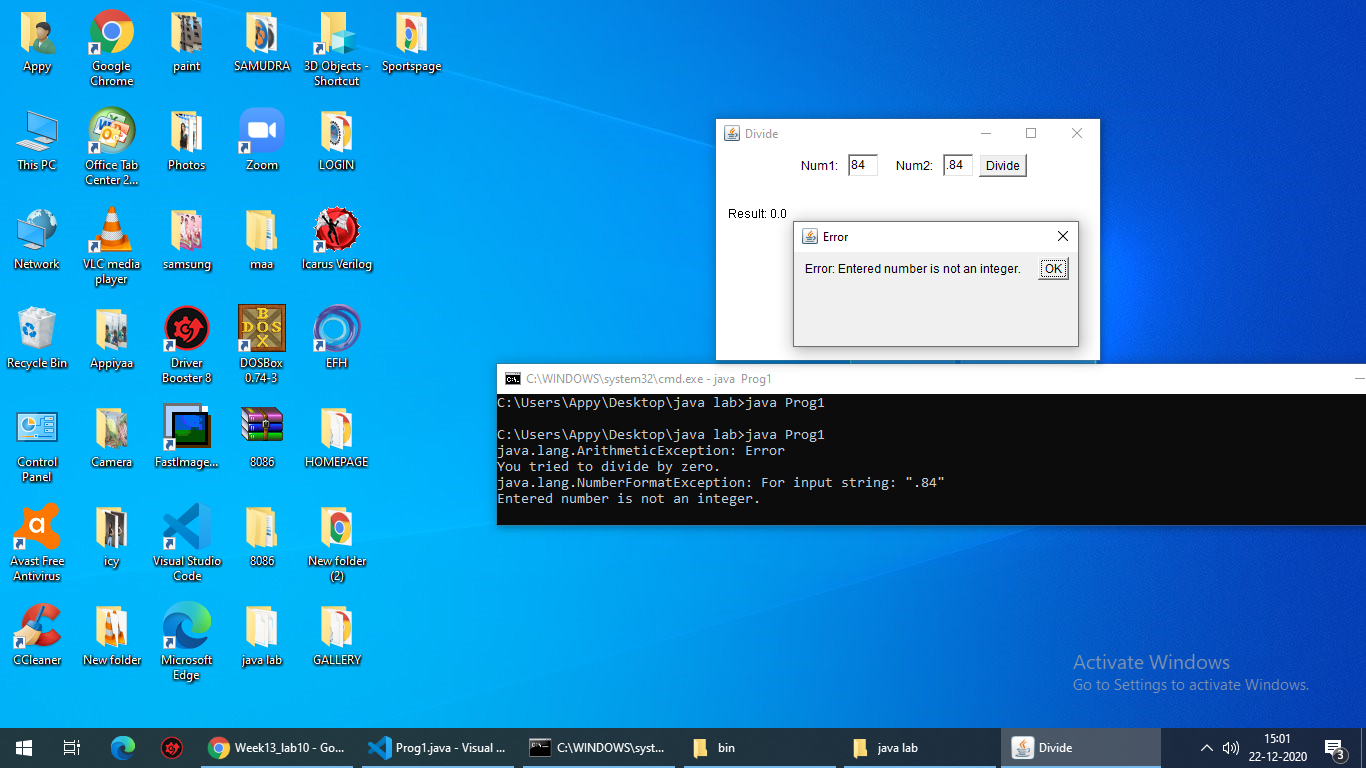 Appy
Google
Chrome
paint
SAMUDRA
3D Objects -
Shortcut
Sportspage
This PC
Office Tab
Center 2...
Photos
Zoom
LOGIN
Network
VLC media
player
samsung
maa
Icarus Verilog
Recycle Bin
Appiyaa
Driver
Booster 8
DOSBox
0.74-3
EFH
Control
Panel
Camera
FastImage...
8086
HOMEPAGE
Avast Free
Antivirus
icy
Visual Studio
Code
8086
New folder
(2)
CCleaner
New folder
Microsoft
Edge
java lab
GALLERY
Divide
Num1: 84 Num2: .84 Divide
Result: 0.0
Error
Error: Entered number is not an integer. OK
C:\WINDOWS\system32\cmd.exe - java Prog1
C:\Users\Appy\Desktop\java lab>java Prog1
C:\Users\Appy\Desktop\java lab>java Prog1
java.lang.ArithmeticException: Error
You tried to divide by zero.
java.lang.NumberFormatException: For input string: ".84"
Entered number is not an integer.
Activate Windows
Go to Settings to activate Windows.
Week13_lab10 - Go...
Prog1.java - Visual ...
C:\WINDOWS\syst...
bin
java lab
Divide
15:01
22-12-2020
3